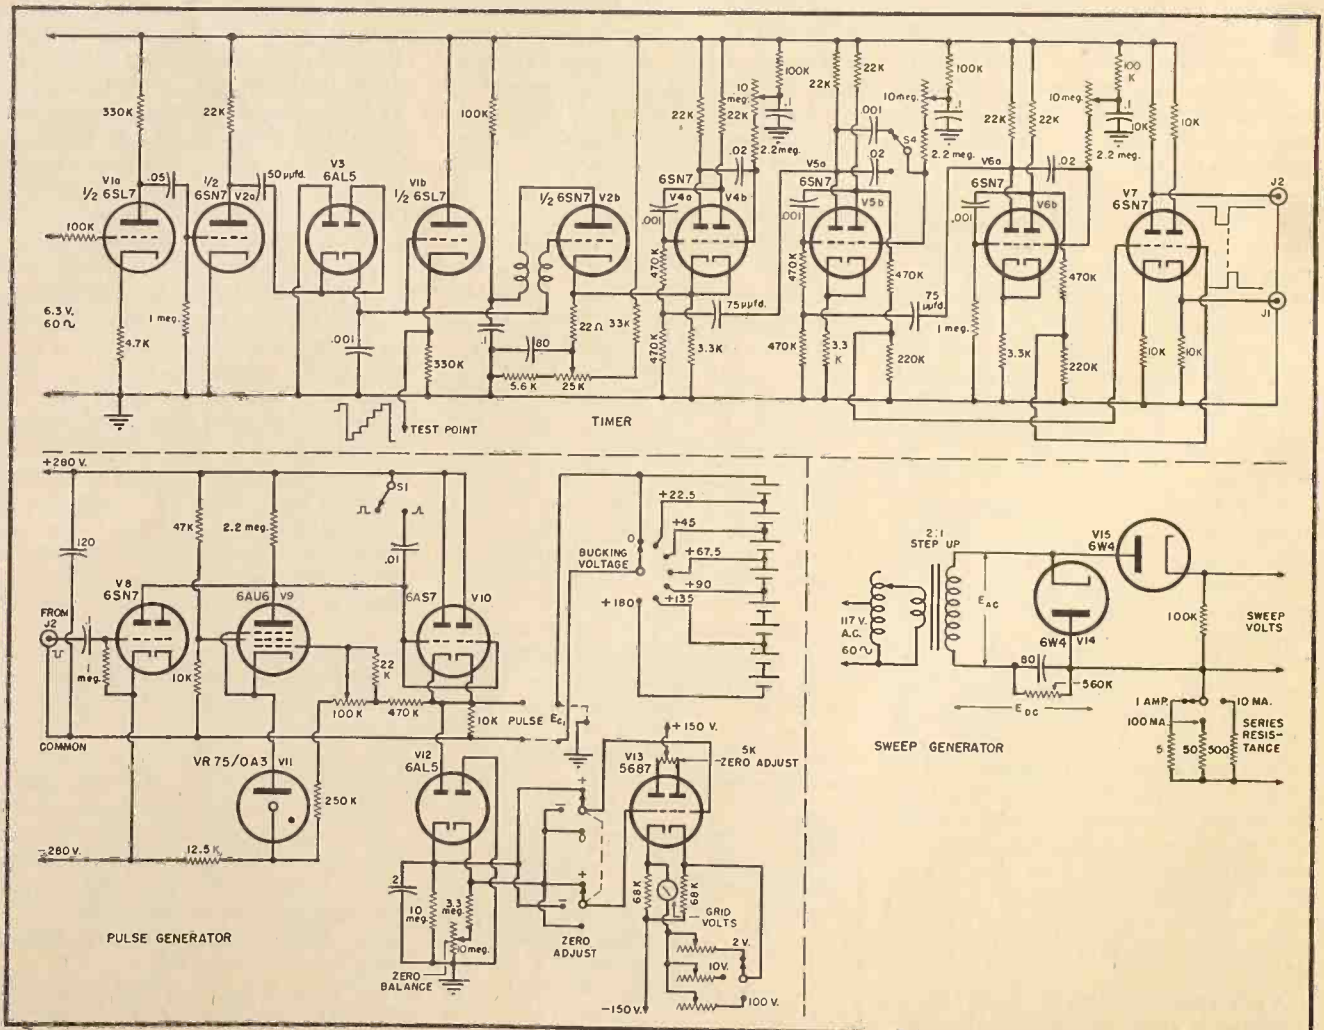 100K
22K
22K
100K
100 K
330K
22K
100K
10 meg.
.1
22K
22K
10 meg.
.1
22K
22K
10 meg.
.1
10K
10K
.001
S4
2.2 meg.
2.2 meg.
2.2 meg.
V1a
1/2 6SL7
.05
1/2
6SN7
V2a
50 µµfd.
V3
6AL5
V1b
1/2 6SL7
1/2 6SN7
V2b
6SN7
V4a
V4b
.02
V5a
6SN7
V5b
.02
V6a
6SN7
V6b
.02
V7
6SN7
J2
J1
100K
.001
.001
.001
6.3 V.
60~
4.7K
1 meg.
.001
330K
.1
80
22Ω
33K
5.6K
25K
470K
470K
75µµfd.
3.3K
470K
470K
3.3 K
470K
220K
75 µµfd.
1 meg.
3.3K
470K
220K
10K
10K
TEST POINT
TIMER
+280 V.
120
47K
2.2 meg.
S1
.01
V8
6SN7
6AU6
V9
6AS7
V10
FROM
J2
.1
1 meg.
10K
100K
22 K
470K
10K
PULSE
EC1
COMMON
VR 75/0A3
V11
250K
-280V.
12.5K
PULSE GENERATOR
BUCKING
VOLTAGE
0
+22.5
+45
+67.5
+90
+135
+180
V12
6AL5
2
10 meg.
3.3 meg.
10 meg.
ZERO
BALANCE
+
−
0
+
−
ZERO
ADJUST
+150 V.
V13
5687
5K
ZERO ADJUST
68K
68K
GRID
VOLTS
2 V.
10V.
100 V.
−150 V.
2:1
STEP UP
117 V.
A.C.
60~
EAC
V15
6W4
6W4
V14
80
560K
EDC
100K
SWEEP
VOLTS
1 AMP.
10 MA.
100 MA.
5
50
500
SERIES
RESIS-
TANCE
SWEEP GENERATOR